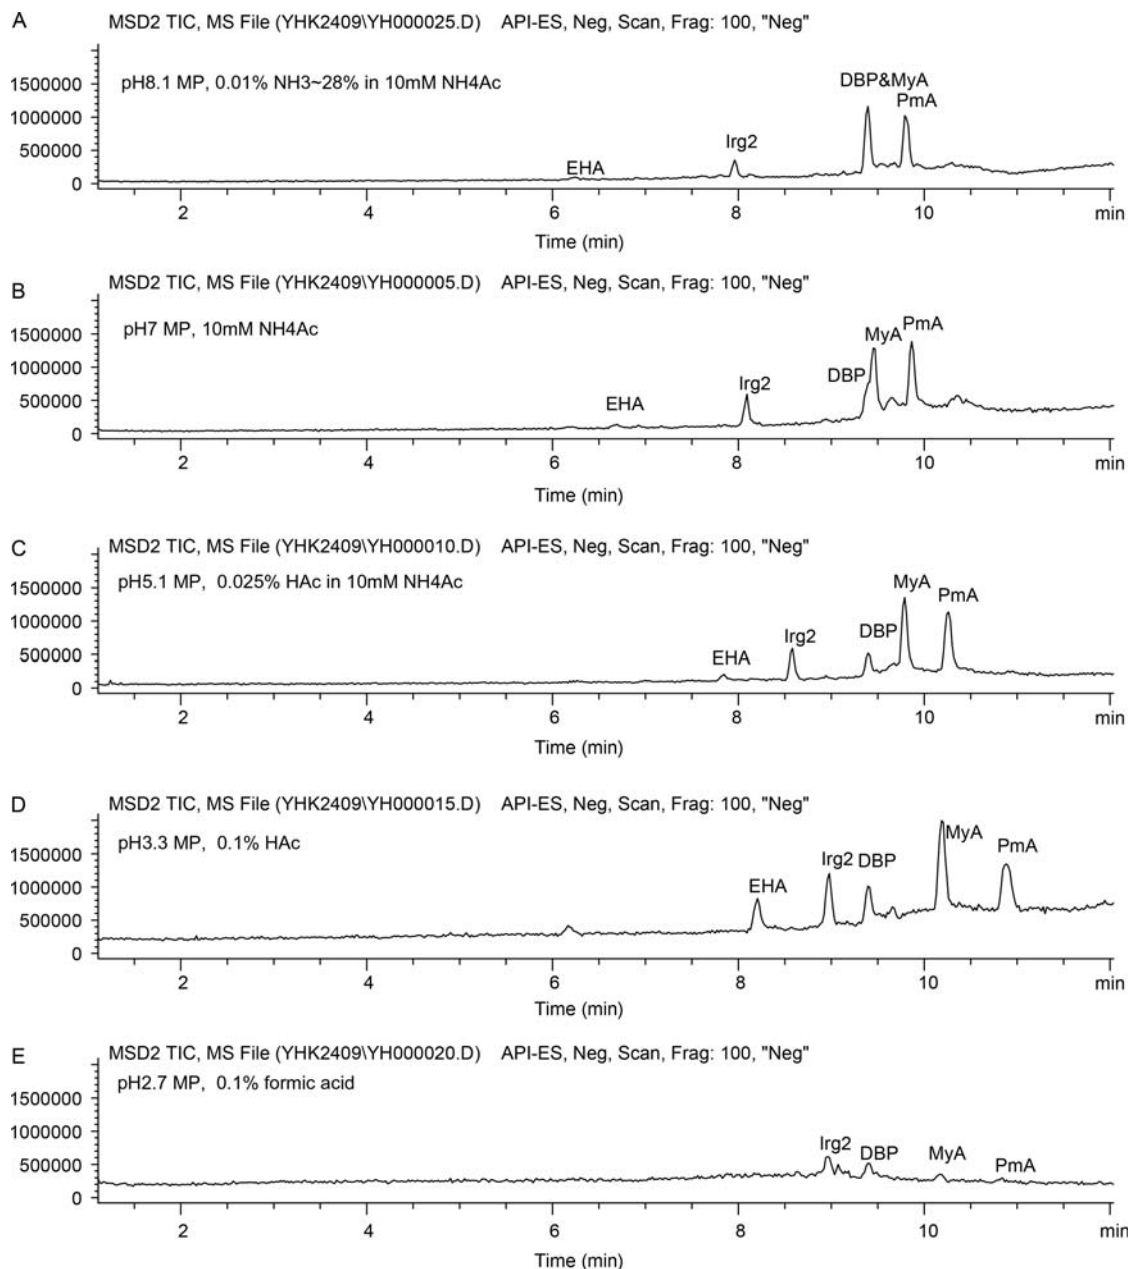 A MSD2 TIC, MS File (YHK2409\YH000025.D) API-ES, Neg, Scan, Frag: 100, "Neg"
pH8.1 MP, 0.01% NH3~28% in 10mM NH4Ac
1500000
1000000
500000
0
EHA
Irg2
DBP&MyA
PmA
2 4 6 8 10 min
Time (min)
B MSD2 TIC, MS File (YHK2409\YH000005.D) API-ES, Neg, Scan, Frag: 100, "Neg"
pH7 MP, 10mM NH4Ac
1500000
1000000
500000
0
EHA
Irg2
DBP
MyA
PmA
2 4 6 8 10 min
Time (min)
C MSD2 TIC, MS File (YHK2409\YH000010.D) API-ES, Neg, Scan, Frag: 100, "Neg"
pH5.1 MP, 0.025% HAc in 10mM NH4Ac
1500000
1000000
500000
0
EHA
Irg2
DBP
MyA
PmA
2 4 6 8 10 min
Time (min)
D MSD2 TIC, MS File (YHK2409\YH000015.D) API-ES, Neg, Scan, Frag: 100, "Neg"
pH3.3 MP, 0.1% HAc
1500000
1000000
500000
0
EHA
Irg2
DBP
MyA
PmA
2 4 6 8 10 min
Time (min)
E MSD2 TIC, MS File (YHK2409\YH000020.D) API-ES, Neg, Scan, Frag: 100, "Neg"
pH2.7 MP, 0.1% formic acid
1500000
1000000
500000
0
Irg2
DBP
MyA
PmA
2 4 6 8 10 min
Time (min)